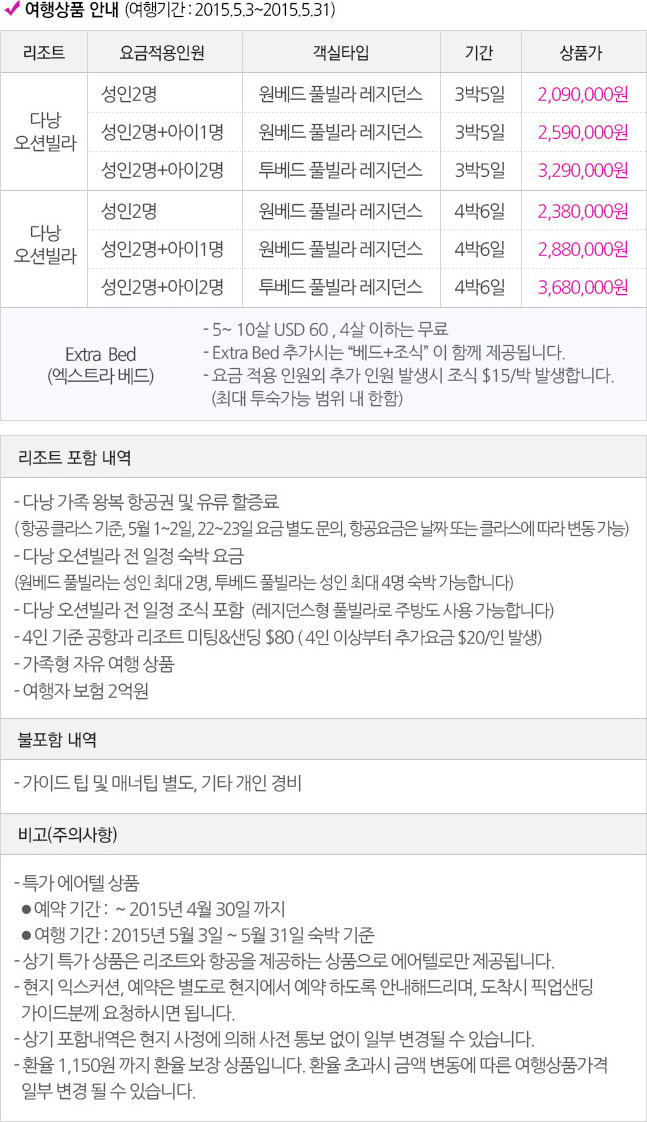 여행상품 안내 (여행기간 : 2015.5.3~2015.5.31)
리조트 요금적용인원 객실타입 기간 상품가
다낭 오션빌라
성인2명 원베드 풀빌라 레지던스 3박5일 2,090,000원
성인2명+아이1명 원베드 풀빌라 레지던스 3박5일 2,590,000원
성인2명+아이2명 투베드 풀빌라 레지던스 3박5일 3,290,000원
다낭 오션빌라
성인2명 원베드 풀빌라 레지던스 4박6일 2,380,000원
성인2명+아이1명 원베드 풀빌라 레지던스 4박6일 2,880,000원
성인2명+아이2명 투베드 풀빌라 레지던스 4박6일 3,680,000원
Extra Bed
(엑스트라 베드)
- 5~ 10살 USD 60 , 4살 이하는 무료
- Extra Bed 추가시는 “베드+조식” 이 함께 제공됩니다.
- 요금 적용 인원외 추가 인원 발생시 조식 $15/박 발생합니다.
(최대 투숙가능 범위 내 한함)
리조트 포함 내역
- 다낭 가족 왕복 항공권 및 유류 할증료
( 항공 클라스 기준, 5월 1~2일, 22~23일 요금 별도 문의, 항공요금은 날짜 또는 클라스에 따라 변동 가능)
- 다낭 오션빌라 전 일정 숙박 요금
(원베드 풀빌라는 성인 최대 2명, 투베드 풀빌라는 성인 최대 4명 숙박 가능합니다)
- 다낭 오션빌라 전 일정 조식 포함 (레지던스형 풀빌라로 주방도 사용 가능합니다)
- 4인 기준 공항과 리조트 미팅&샌딩 $80 ( 4인 이상부터 추가요금 $20/인 발생)
- 가족형 자유 여행 상품
- 여행자 보험 2억원
불포함 내역
- 가이드 팁 및 매너팁 별도, 기타 개인 경비
비고(주의사항)
- 특가 에어텔 상품
● 예약 기간 : ~ 2015년 4월 30일 까지
● 여행 기간 : 2015년 5월 3일 ~ 5월 31일 숙박 기준
- 상기 특가 상품은 리조트와 항공을 제공하는 상품으로 에어텔로만 제공됩니다.
- 현지 익스커션, 예약은 별도로 현지에서 예약 하도록 안내해드리며, 도착시 픽업샌딩
가이드분께 요청하시면 됩니다.
- 상기 포함내역은 현지 사정에 의해 사전 통보 없이 일부 변경될 수 있습니다.
- 환율 1,150원 까지 환율 보장 상품입니다. 환율 초과시 금액 변동에 따른 여행상품가격
일부 변경 될 수 있습니다.